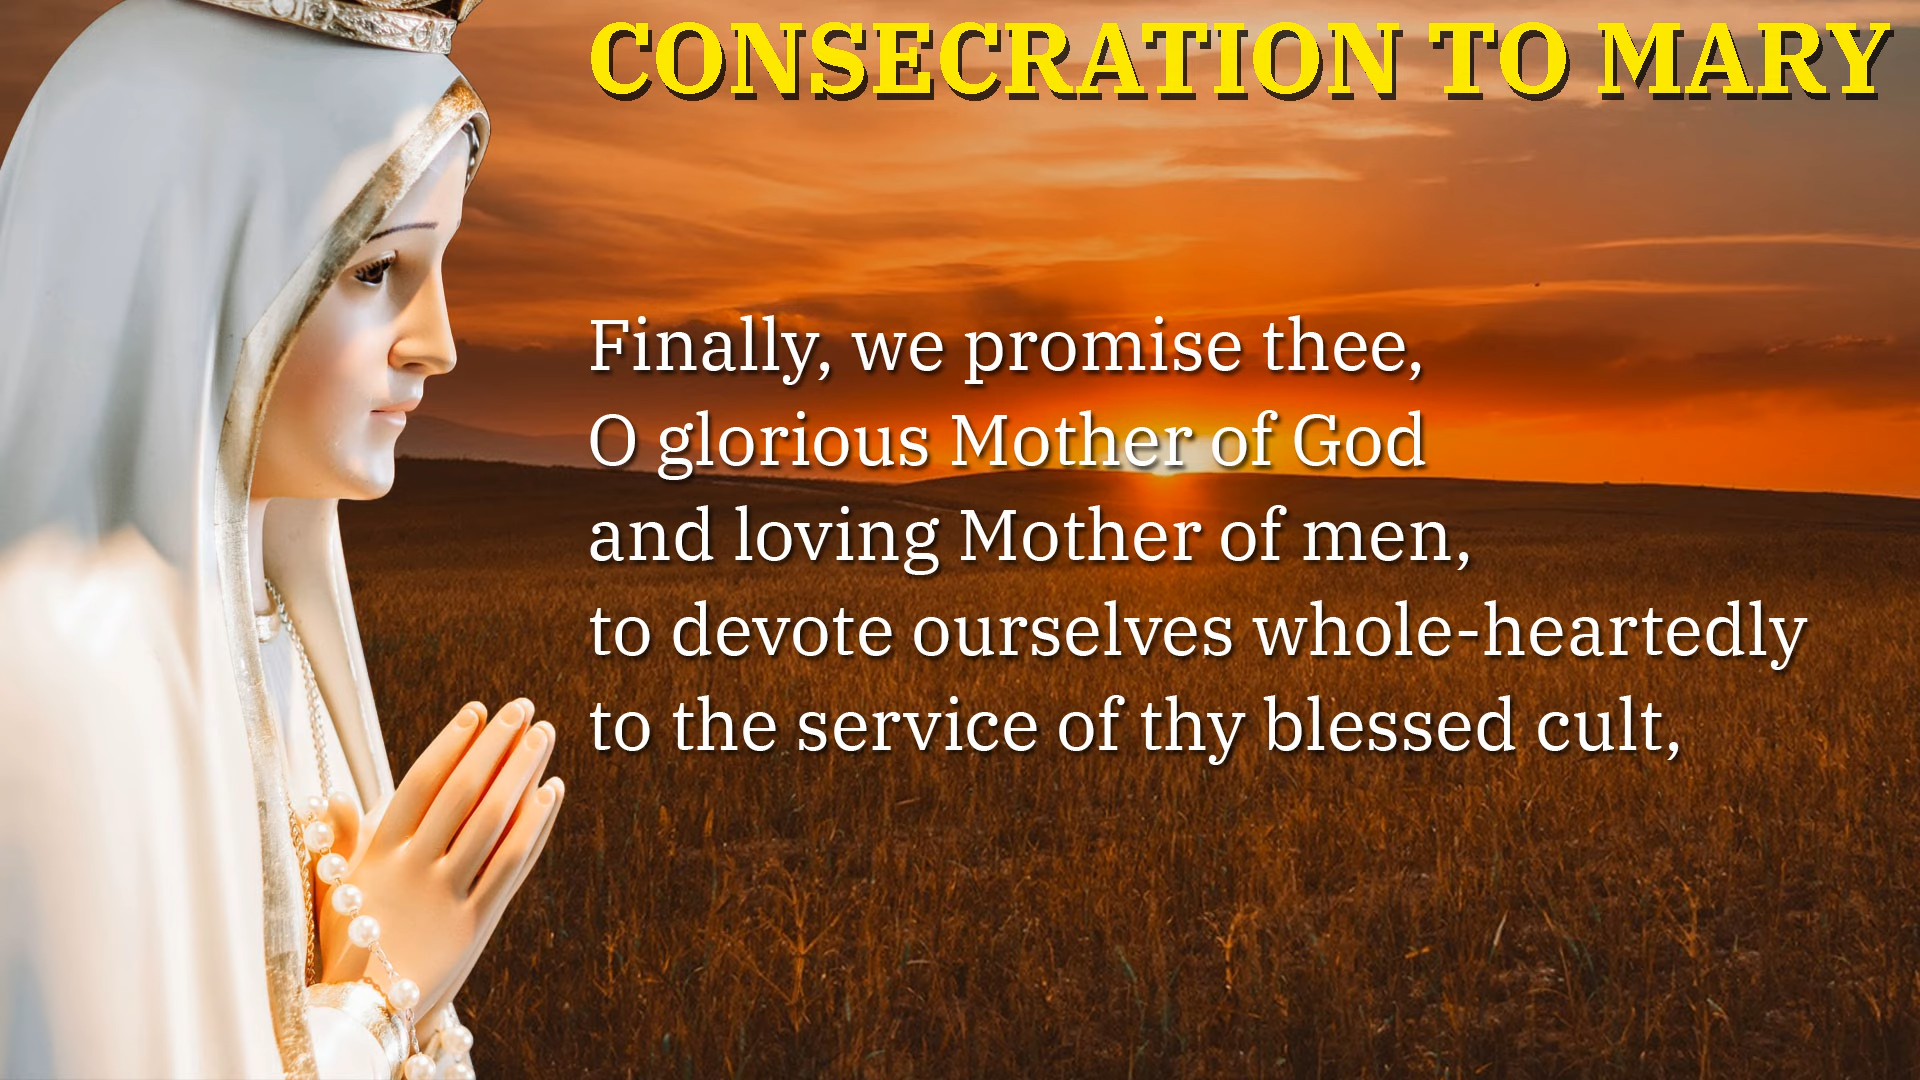 CONSECRATION TO MARY
Finally, we promise thee,
O glorious Mother of God
and loving Mother of men,
to devote ourselves whole-heartedly
to the service of thy blessed cult,